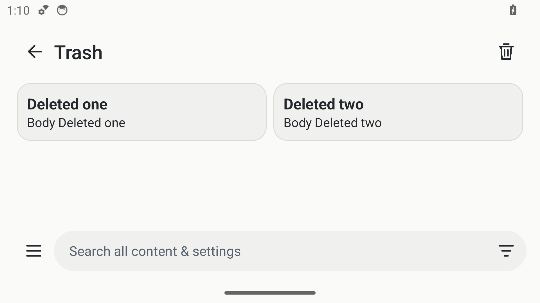 1:10
Trash
Deleted one
Body Deleted one
Deleted two
Body Deleted two
Search all content & settings